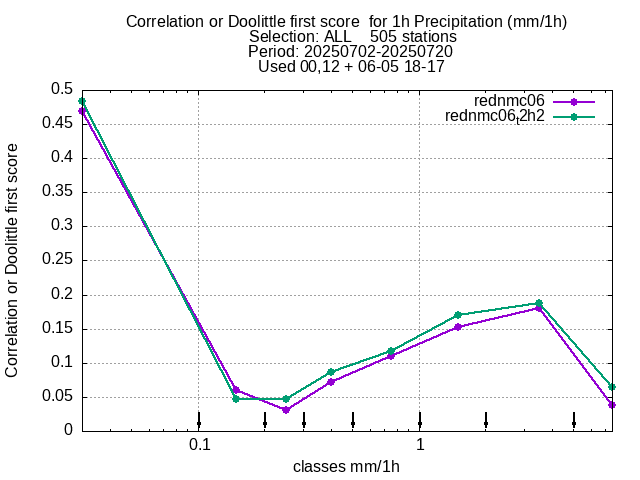 Correlation or Doolittle first score  for 1h Precipitation (mm/1h)
Selection: ALL    505 stations
Period: 20250702-20250720
Used 00,12 + 06-05 18-17
rednmc06
rednmc06,2h2
Correlation or Doolittle first score
0.5
0.45
0.4
0.35
0.3
0.25
0.2
0.15
0.1
0.05
0
0.1
1
classes mm/1h